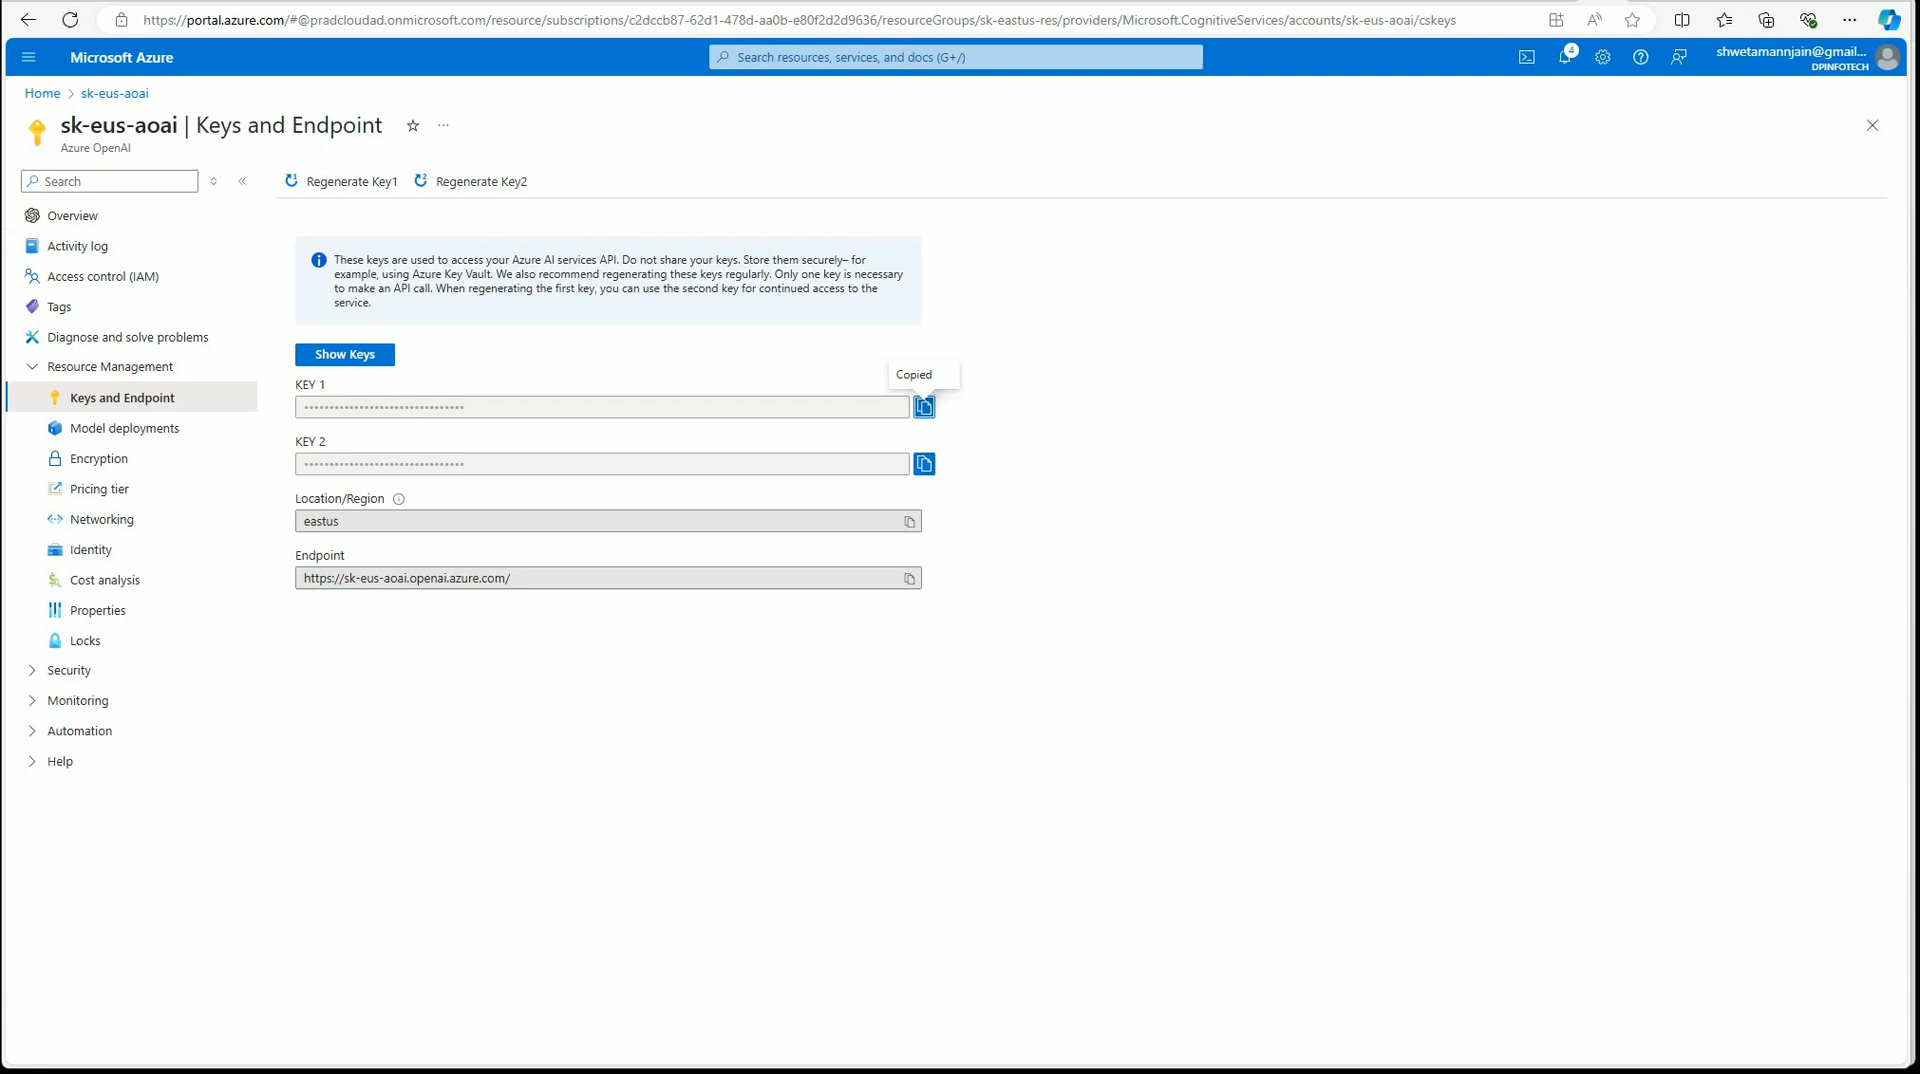 https://portal.azure.com/#@pradcloudad.onmicrosoft.com/resource/subscriptions/c2dccb87-62d1-478d-aa0b-e80f2d2d9636/resourceGroups/sk-eastus-res/providers/Microsoft.CognitiveServices/accounts/sk-eus-aoai/cskeys
Microsoft Azure
Search resources, services, and docs (G+/)
4
shwetamannjain@gmail...
DPINFOTECH
Home > sk-eus-aoai
sk-eus-aoai | Keys and Endpoint
Azure OpenAI
Search
Regenerate Key1
Regenerate Key2
Overview
Activity log
Access control (IAM)
Tags
Diagnose and solve problems
Resource Management
Keys and Endpoint
Model deployments
Encryption
Pricing tier
Networking
Identity
Cost analysis
Properties
Locks
Security
Monitoring
Automation
Help
These keys are used to access your Azure AI services API. Do not share your keys. Store them securely– for
example, using Azure Key Vault. We also recommend regenerating these keys regularly. Only one key is necessary
to make an API call. When regenerating the first key, you can use the second key for continued access to the
service.
Show Keys
Copied
KEY 1
KEY 2
Location/Region
eastus
Endpoint
https://sk-eus-aoai.openai.azure.com/